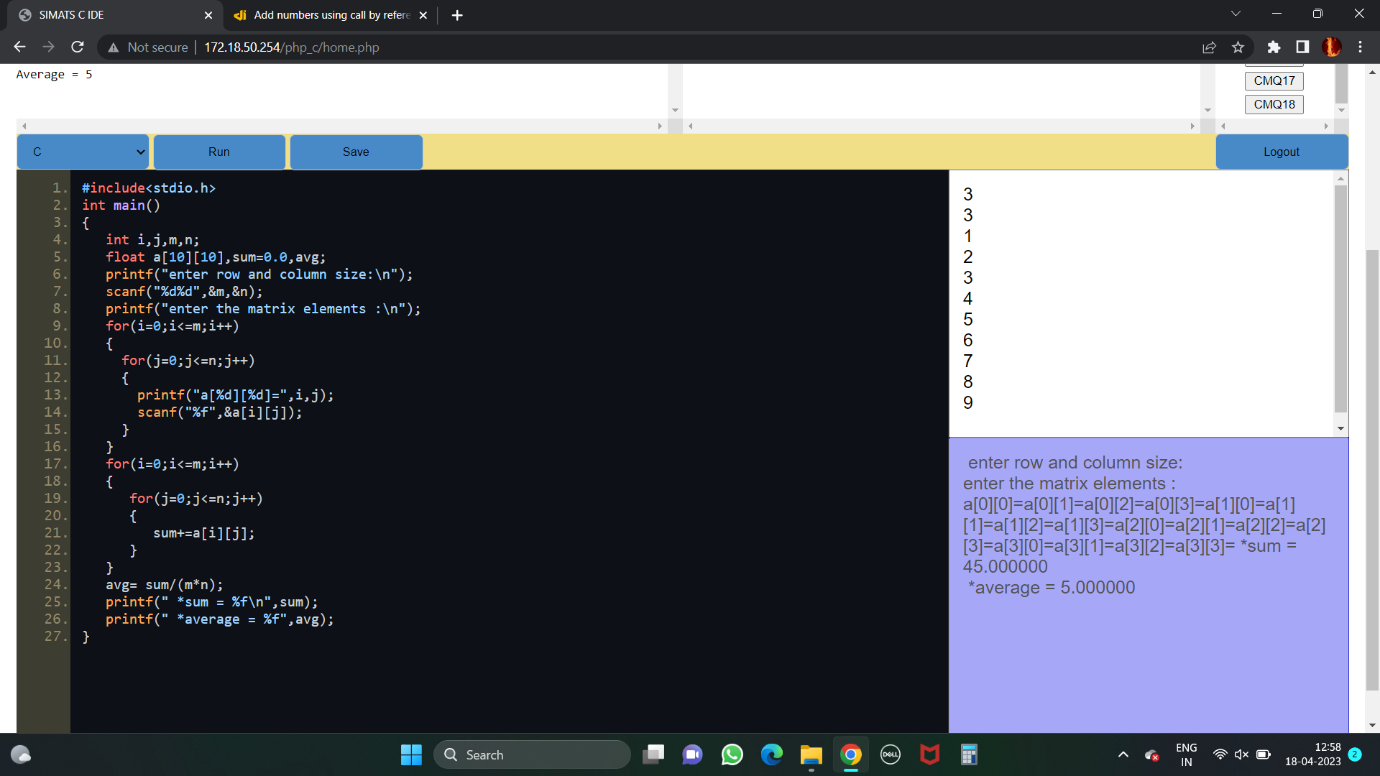 SIMATS C IDE
Add numbers using call by refere
Not secure
172.18.50.254/php_c/home.php
Average = 5
CMQ17
CMQ18
C
Run
Save
Logout
1. #include<stdio.h>
2. int main()
3. {
4. int i,j,m,n;
5. float a[10][10],sum=0.0,avg;
6. printf("enter row and column size:\n");
7. scanf("%d%d",&m,&n);
8. printf("enter the matrix elements :\n");
9. for(i=0;i<=m;i++)
10. {
11. for(j=0;j<=n;j++)
12. {
13. printf("a[%d][%d]=",i,j);
14. scanf("%f",&a[i][j]);
15. }
16. }
17. for(i=0;i<=m;i++)
18. {
19. for(j=0;j<=n;j++)
20. {
21. sum+=a[i][j];
22. }
23. }
24. avg= sum/(m*n);
25. printf(" *sum = %f\n",sum);
26. printf(" *average = %f",avg);
27. }
3
3
1
2
3
4
5
6
7
8
9
enter row and column size:
enter the matrix elements :
a[0][0]=a[0][1]=a[0][2]=a[0][3]=a[1][0]=a[1]
[1]=a[1][2]=a[1][3]=a[2][0]=a[2][1]=a[2][2]=a[2]
[3]=a[3][0]=a[3][1]=a[3][2]=a[3][3]= *sum =
45.000000
*average = 5.000000
Search
DELL
ENG
IN
12:58
18-04-2023
2